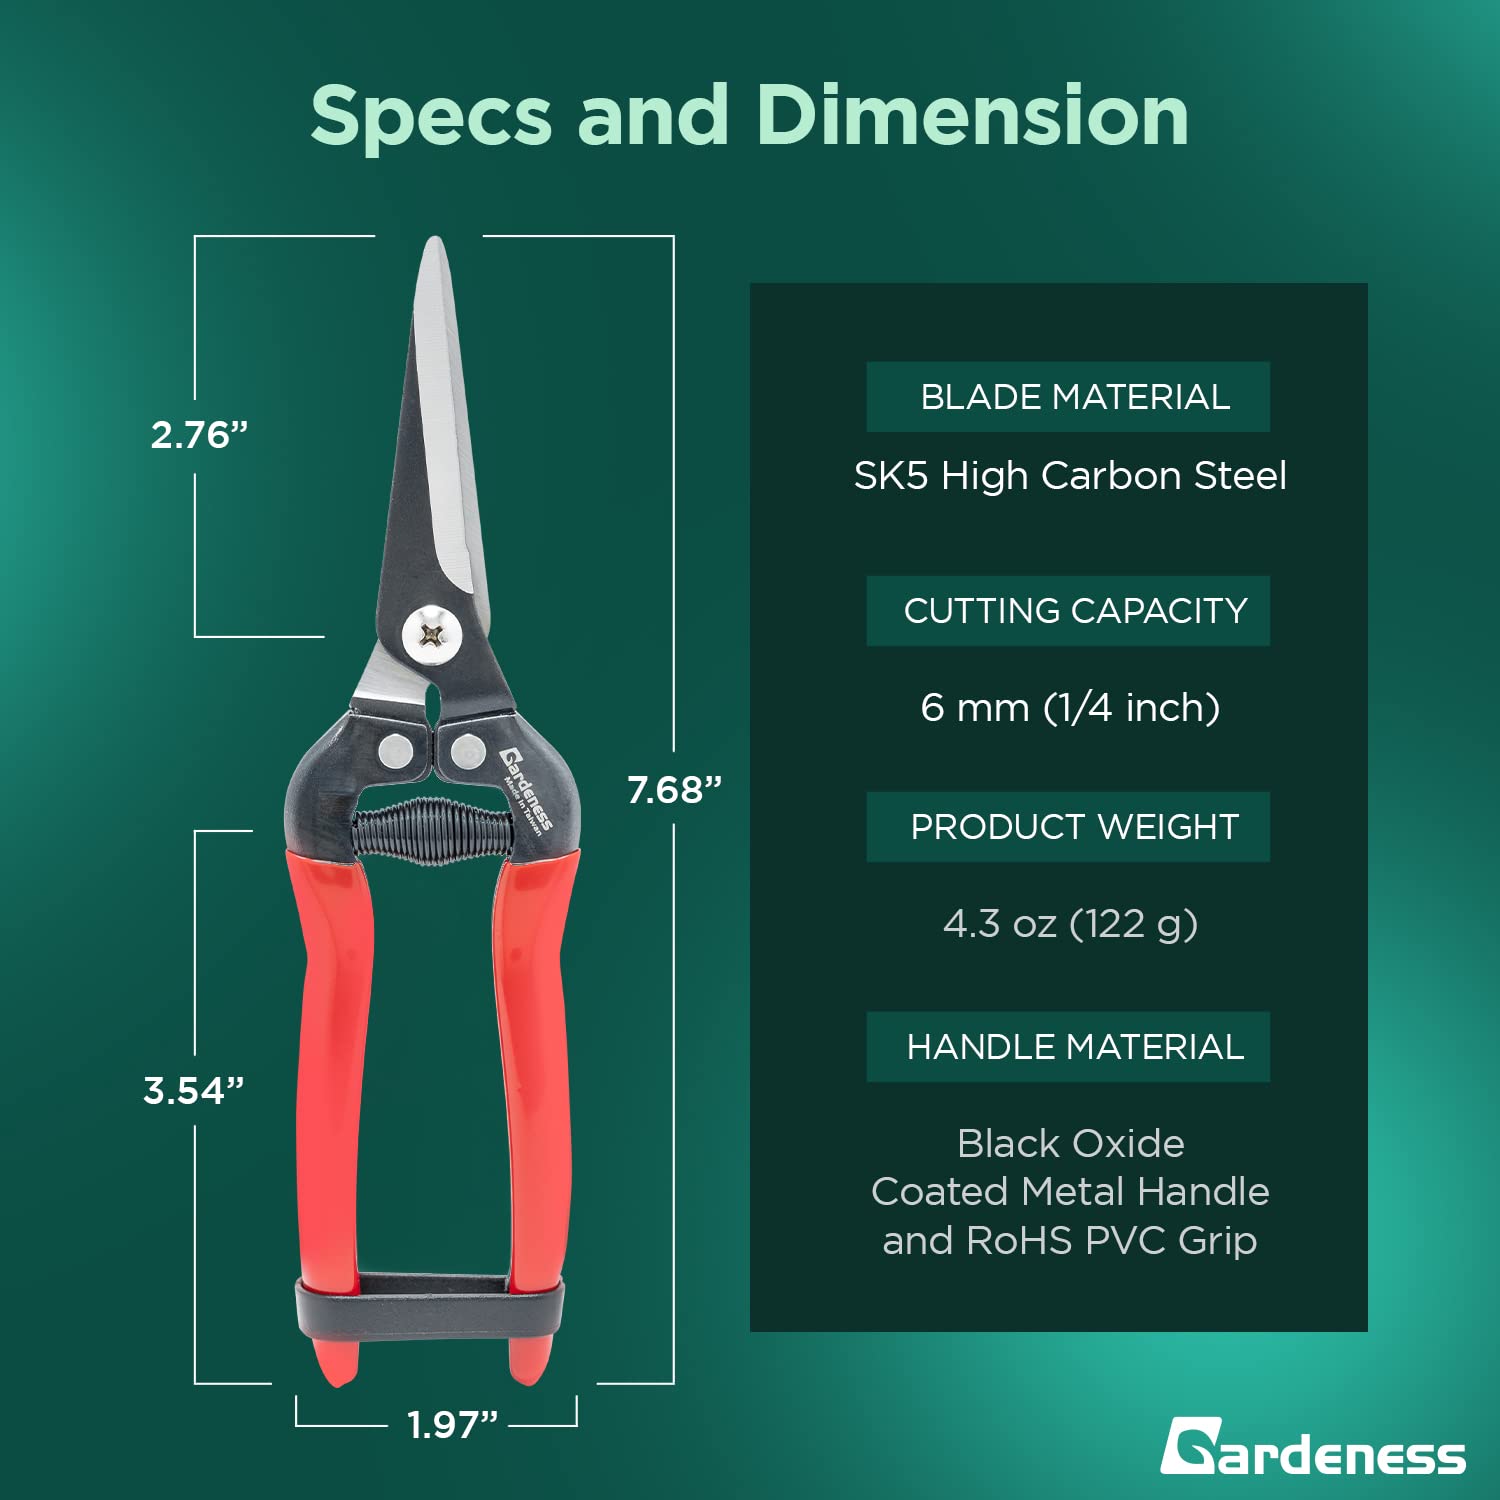 Specs and Dimension
2.76”
7.68”
3.54”
1.97”
Gardeness
Made in Taiwan
BLADE MATERIAL
SK5 High Carbon Steel
CUTTING CAPACITY
6 mm (1/4 inch)
PRODUCT WEIGHT
4.3 oz (122 g)
HANDLE MATERIAL
Black Oxide
Coated Metal Handle
and RoHS PVC Grip
Gardeness